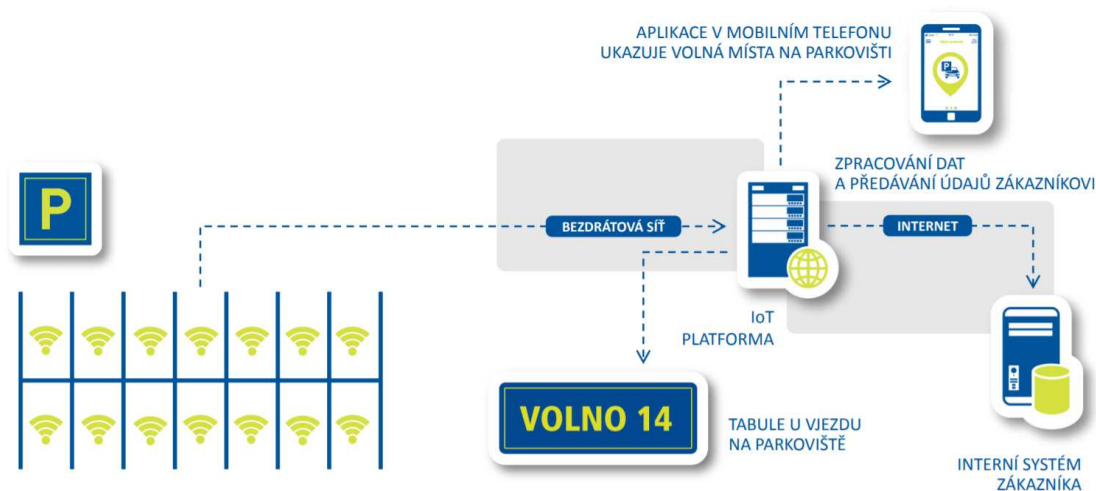 APLIKACE V MOBILNÍM TELEFONU
UKAZUJE VOLNÁ MÍSTA NA PARKOVIŠTI
P
ZPRACOVÁNÍ DAT
A PŘEDÁVÁNÍ ÚDAJŮ ZÁKAZNÍKOVI
P
BEZDRÁTOVÁ SÍŤ
INTERNET
IoT
PLATFORMA
VOLNO 14
TABULE U VJEZDU
NA PARKOVIŠTĚ
INTERNÍ SYSTÉM
ZÁKAZNÍKA